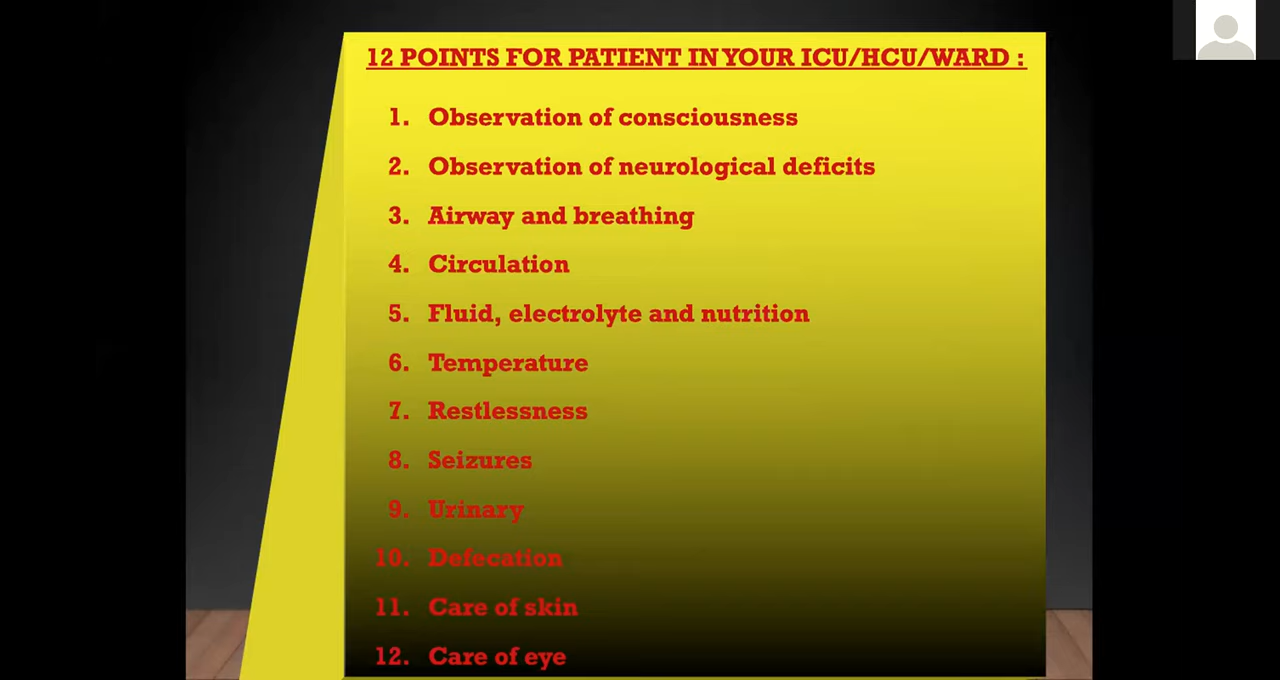 12 POINTS FOR PATIENT IN YOUR ICU/HCU/WARD :
1. Observation of consciousness
2. Observation of neurological deficits
3. Airway and breathing
4. Circulation
5. Fluid, electrolyte and nutrition
6. Temperature
7. Restlessness
8. Seizures
9. Urinary
10. Defecation
11. Care of skin
12. Care of eye